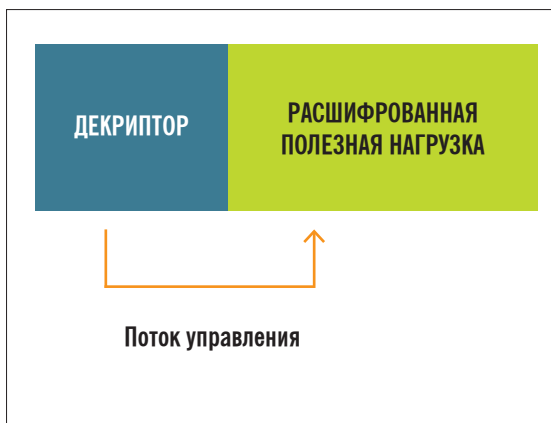 ДЕКРИПТОР
РАСШИФРОВАННАЯ
ПОЛЕЗНАЯ НАГРУЗКА
Поток управления